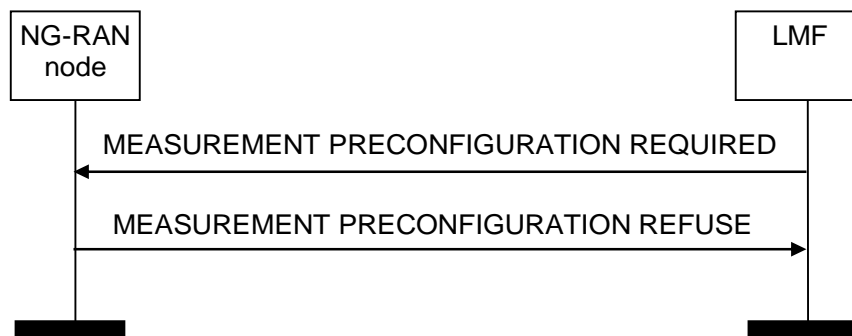 NG-RAN
node
LMF
MEASUREMENT PRECONFIGURATION REQUIRED
MEASUREMENT PRECONFIGURATION REFUSE